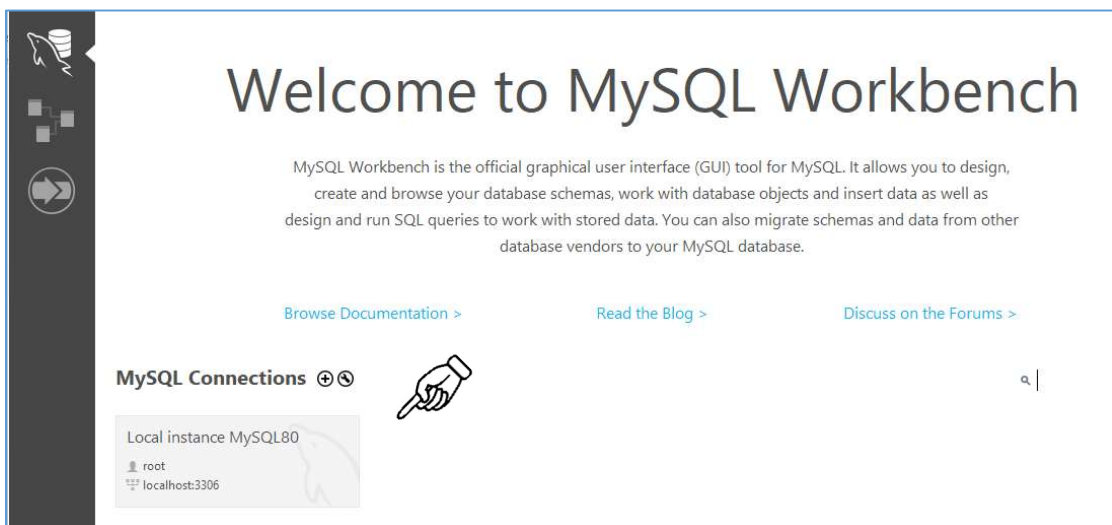 Welcome to MySQL Workbench
MySQL Workbench is the official graphical user interface (GUI) tool for MySQL. It allows you to design,
create and browse your database schemas, work with database objects and insert data as well as
design and run SQL queries to work with stored data. You can also migrate schemas and data from other
database vendors to your MySQL database.
Browse Documentation > Read the Blog > Discuss on the Forums >
MySQL Connections
Local instance MySQL80
root
localhost:3306